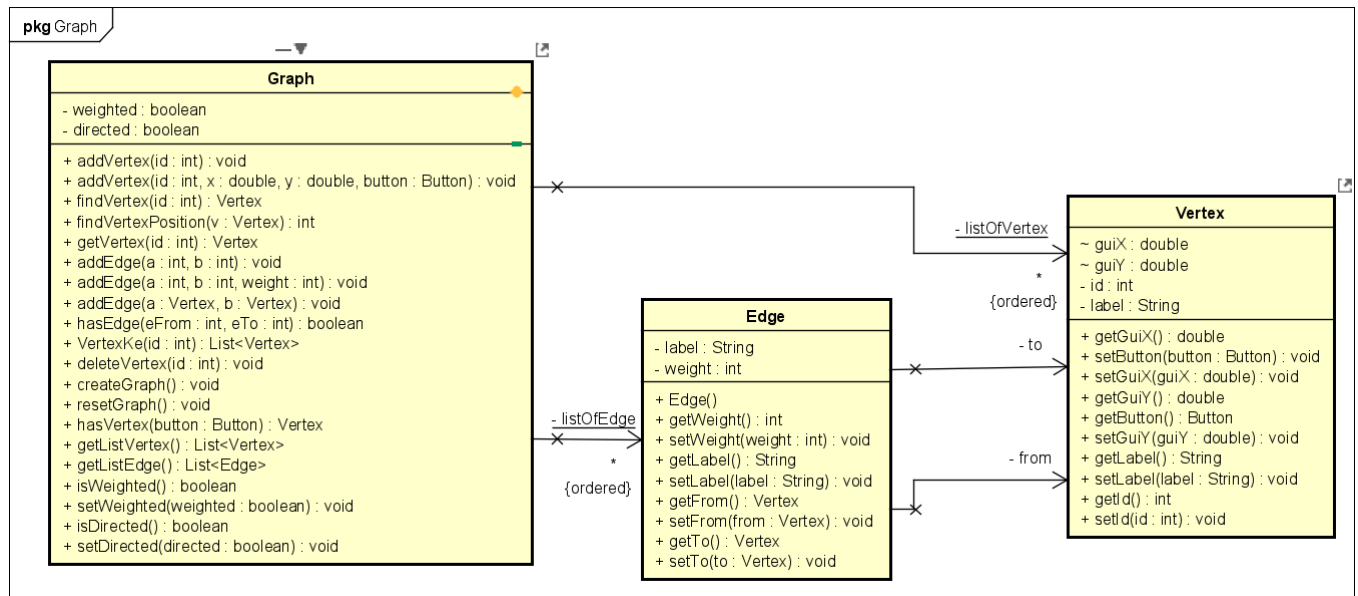 pkg Graph
Graph
- weighted : boolean
- directed : boolean
+ addVertex(id : int) : void
+ addVertex(id : int, x : double, y : double, button : Button) : void
+ findVertex(id : int) : Vertex
+ findVertexPosition(v : Vertex) : int
+ getVertex(id : int) : Vertex
+ addEdge(a : int, b : int) : void
+ addEdge(a : int, b : int, weight : int) : void
+ addEdge(a : Vertex, b : Vertex) : void
+ hasEdge(eFrom : int, eTo : int) : boolean
+ VertexKe(id : int) : List<Vertex>
+ deleteVertex(id : int) : void
+ createGraph() : void
+ resetGraph() : void
+ hasVertex(button : Button) : Vertex
+ getListVertex() : List<Vertex>
+ getListEdge() : List<Edge>
+ isWeighted() : boolean
+ setWeighted(weighted : boolean) : void
+ isDirected() : boolean
+ setDirected(directed : boolean) : void
- listOfEdge
*
{ordered}
Edge
- label : String
- weight : int
+ Edge()
+ getWeight() : int
+ setWeight(weight : int) : void
+ getLabel() : String
+ setLabel(label : String) : void
+ getFrom() : Vertex
+ setFrom(from : Vertex) : void
+ getTo() : Vertex
+ setTo(to : Vertex) : void
- listOfVertex
*
{ordered}
- to
- from
Vertex
~ guiX : double
~ guiY : double
- id : int
- label : String
+ getGuiX() : double
+ setButton(button : Button) : void
+ setGuiX(guiX : double) : void
+ getGuiY() : double
+ getButton() : Button
+ setGuiY(guiY : double) : void
+ getLabel() : String
+ setLabel(label : String) : void
+ getId() : int
+ setId(id : int) : void